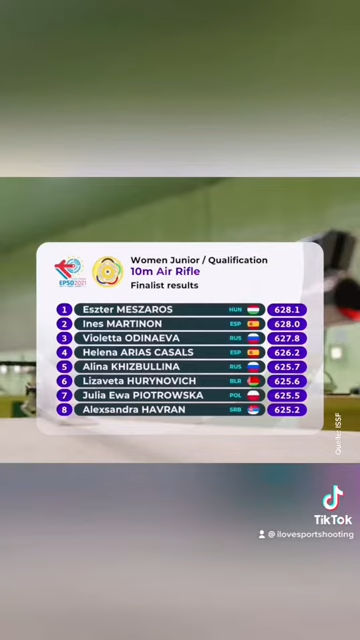 Women Junior / Qualification
10m Air Rifle
Finalist results
1 Eszter MESZAROS HUN 628.1
2 Ines MARTINON ESP 628.0
3 Violetta ODINAEVA RUS 627.8
4 Helena ARIAS CASALS ESP 626.2
5 Alina KHIZBULLINA RUS 625.7
6 Lizaveta HURYNOVICH BLR 625.6
7 Julia Ewa PIOTROWSKA POL 625.5
8 Alexsandra HAVRAN SRB 625.2
Quelle: ISSF
TikTok
@ ilovesportshooting